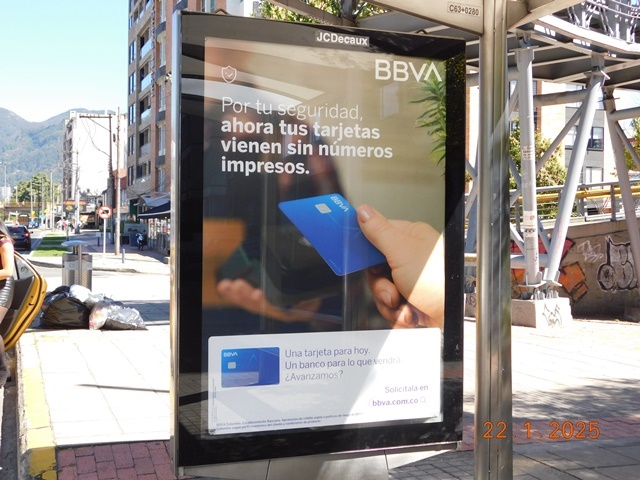 C63+0280
JCDecaux
BBVA
Por tu seguridad,
ahora tus tarjetas
vienen sin números
impresos.
BBVA
BBVA
Una tarjeta para hoy.
Un banco para lo que vendrá
¿Avanzamos?
Solicítala en
bbva.com.co
22 1 2025